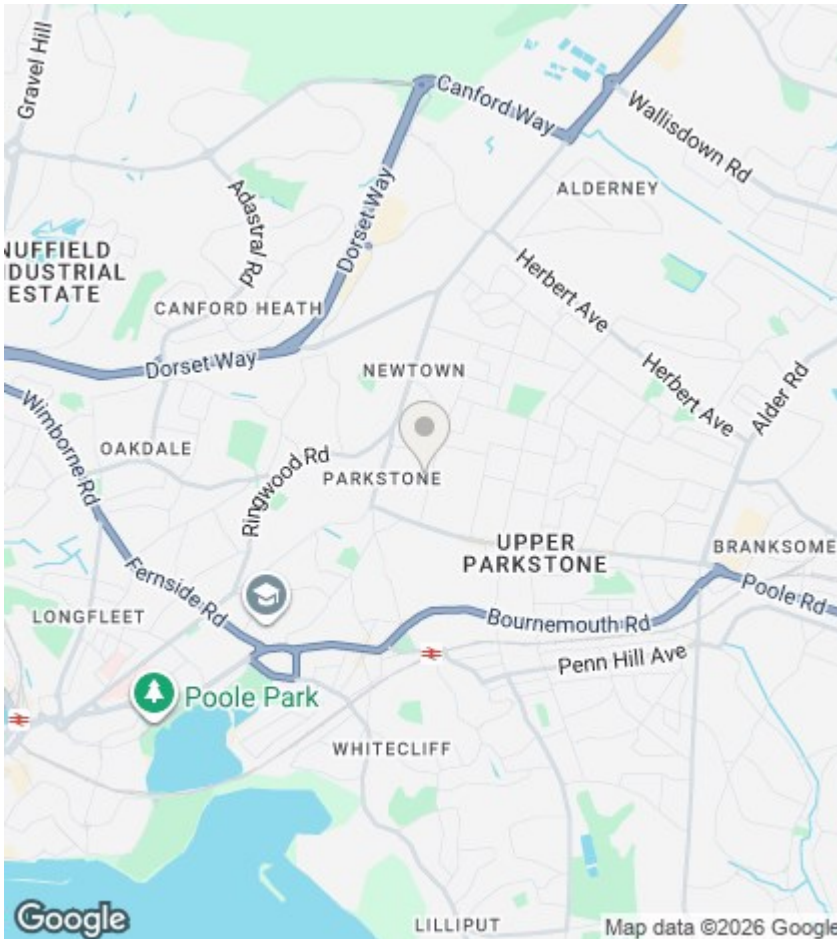 Gravel Hill
Canford Way
Wallisdown Rd
Adastral Rd
Dorset Way
ALDERNEY
NUFFIELD
INDUSTRIAL
ESTATE
Herbert Ave
CANFORD HEATH
Dorset Way
NEWTOWN
Herbert Ave
Alder Rd
Wimborne Rd
OAKDALE
Ringwood Rd
PARKSTONE
UPPER
PARKSTONE
BRANKSOME
Fernside Rd
LONGFLEET
Poole Rd
Bournemouth Rd
Penn Hill Ave
Poole Park
WHITECLIFF
LILLIPUT
Google
Map data ©2026 Google